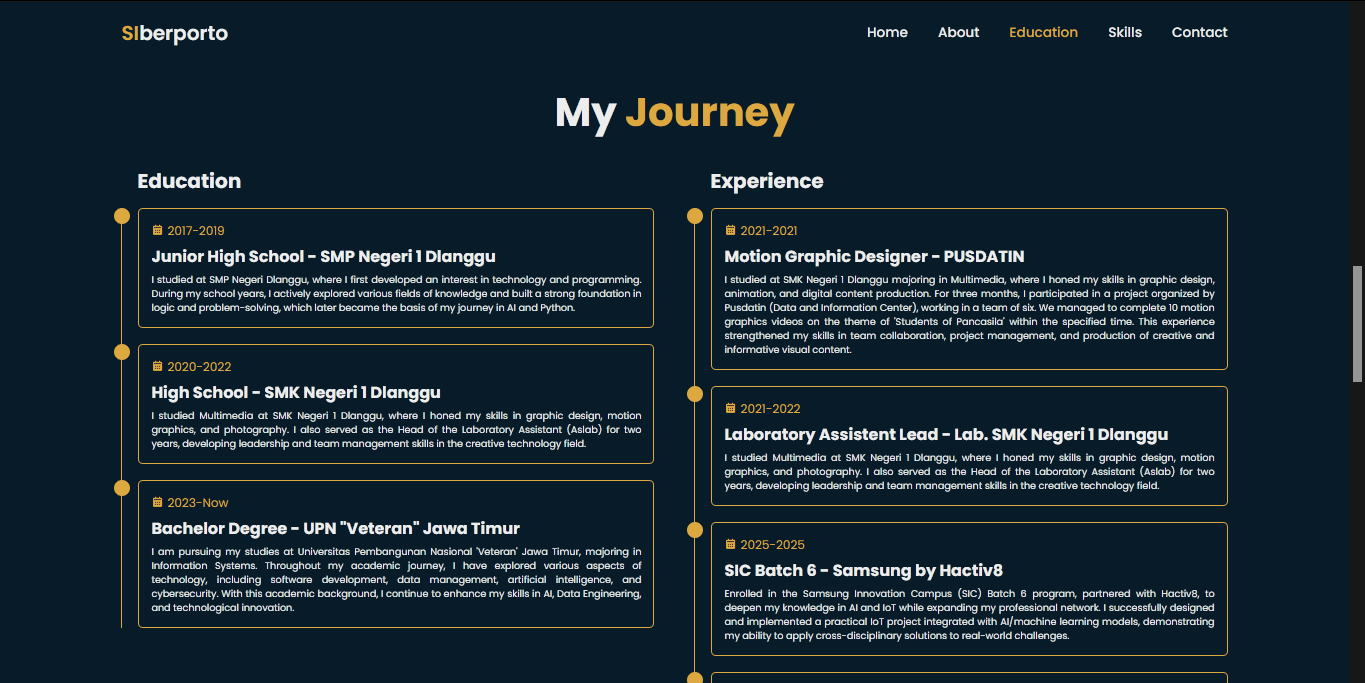 SIberporto
Home About Education Skills Contact
My Journey
Education
2017-2019
Junior High School - SMP Negeri 1 Dlanggu
I studied at SMP Negeri Dlanggu, where I first developed an interest in technology and programming.
During my school years, I actively explored various fields of knowledge and built a strong foundation in
logic and problem-solving, which later became the basis of my journey in AI and Python.
2020-2022
High School - SMK Negeri 1 Dlanggu
I studied Multimedia at SMK Negeri 1 Dlanggu, where I honed my skills in graphic design, motion
graphics, and photography. I also served as the Head of the Laboratory Assistant (Aslab) for two
years, developing leadership and team management skills in the creative technology field.
2023-Now
Bachelor Degree - UPN "Veteran" Jawa Timur
I am pursuing my studies at Universitas Pembangunan Nasional 'Veteran' Jawa Timur, majoring in
Information Systems. Throughout my academic journey, I have explored various aspects of
technology, including software development, data management, artificial intelligence, and
cybersecurity. With this academic background, I continue to enhance my skills in AI, Data Engineering,
and technological innovation.
Experience
2021-2021
Motion Graphic Designer - PUSDATIN
I studied at SMK Negeri 1 Dlanggu majoring in Multimedia, where I honed my skills in graphic design,
animation, and digital content production. For three months, I participated in a project organized by
Pusdatin (Data and Information Center), working in a team of six. We managed to complete 10 motion
graphics videos on the theme of 'Students of Pancasila' within the specified time. This experience
strengthened my skills in team collaboration, project management, and production of creative and
informative visual content.
2021-2022
Laboratory Assistent Lead - Lab. SMK Negeri 1 Dlanggu
I studied Multimedia at SMK Negeri 1 Dlanggu, where I honed my skills in graphic design, motion
graphics, and photography. I also served as the Head of the Laboratory Assistant (Aslab) for two
years, developing leadership and team management skills in the creative technology field.
2025-2025
SIC Batch 6 - Samsung by Hactiv8
Enrolled in the Samsung Innovation Campus (SIC) Batch 6 program, partnered with Hactiv8, to
deepen my knowledge in AI and IoT while expanding my professional network. I successfully designed
and implemented a practical IoT project integrated with AI/machine learning models, demonstrating
my ability to apply cross-disciplinary solutions to real-world challenges.